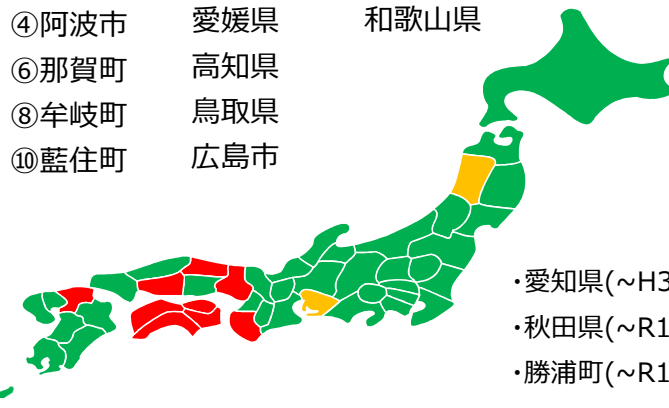 ④阿波市 愛媛県 和歌山県
⑥那賀町 高知県
⑧牟岐町 鳥取県
⑩藍住町 広島市
・愛知県(~H3
・秋田県(~R1
・勝浦町(~R1